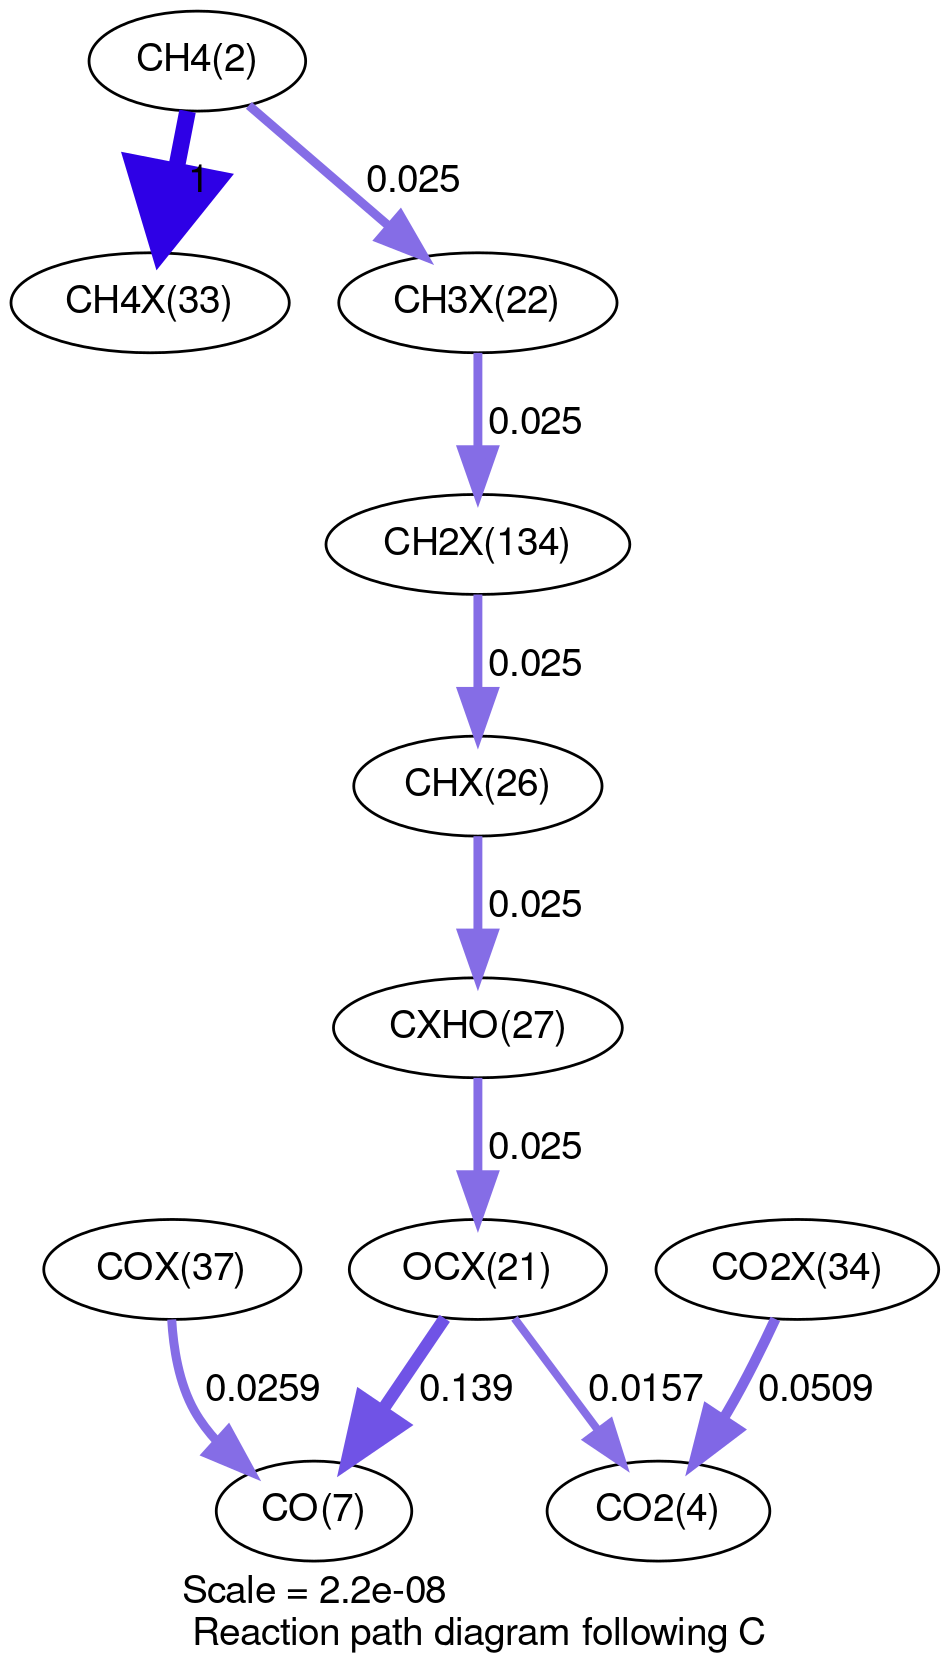 CH4(2)
1
0.025
CH4X(33)
CH3X(22)
0.025
CH2X(134)
0.025
CHX(26)
0.025
CXHO(27)
0.025
COX(37)
OCX(21)
CO2X(34)
0.0259
0.139
0.0157
0.0509
CO(7)
CO2(4)
Scale = 2.2e-08
Reaction path diagram following C